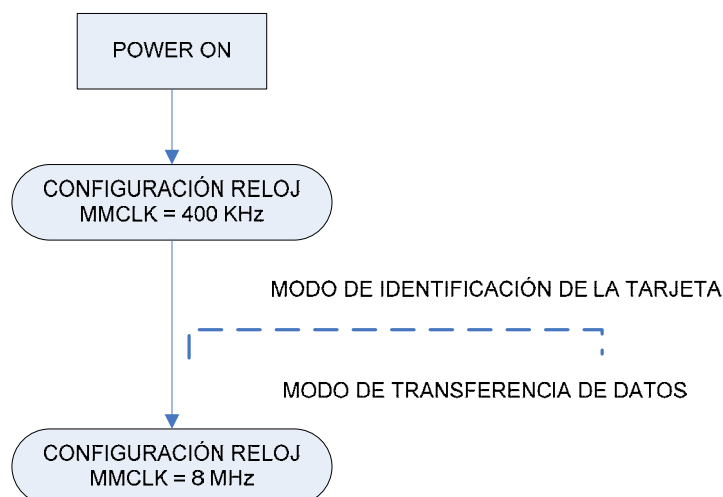 POWER ON
CONFIGURACIÓN RELOJ
MMCLK = 400 KHz
MODO DE IDENTIFICACIÓN DE LA TARJETA
MODO DE TRANSFERENCIA DE DATOS
CONFIGURACIÓN RELOJ
MMCLK = 8 MHz